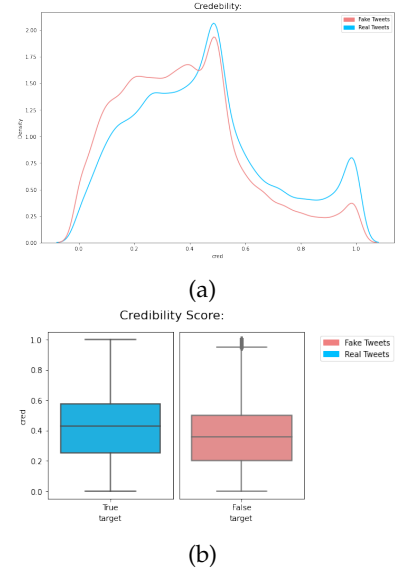 Credebility:
Fake Tweets
Real Tweets
2.00
1.75
1.50
1.25
1.00
0.75
0.50
0.25
0.00
Density
0.0 0.2 0.4 0.6 0.8 1.0
cred
(a)
Credibility Score:
Fake Tweets
Real Tweets
1.0
0.8
0.6
0.4
0.2
0.0
cred
True False
target target
(b)